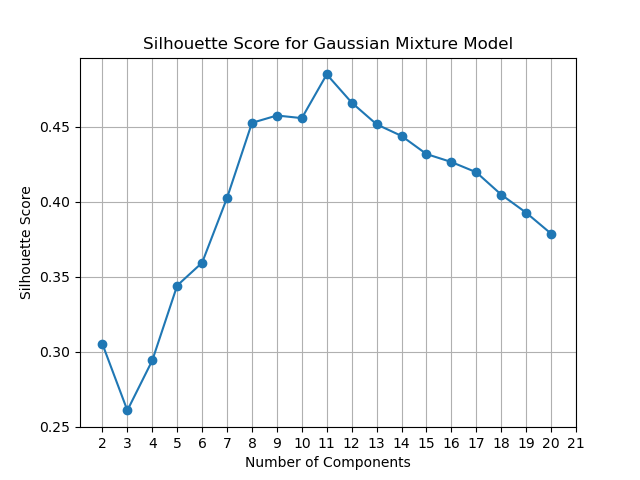 Silhouette Score for Gaussian Mixture Model
Silhouette Score
0.45
0.40
0.35
0.30
0.25
2 3 4 5 6 7 8 9 10 11 12 13 14 15 16 17 18 19 20 21
Number of Components